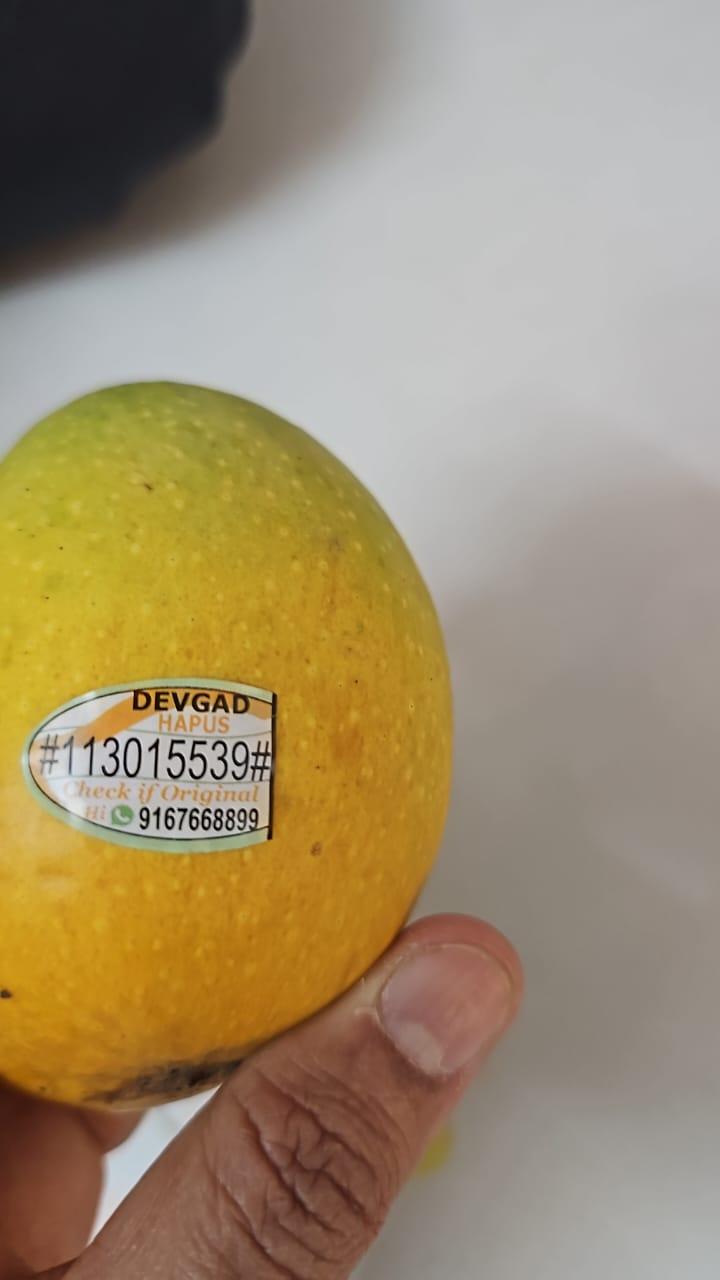 DEVGAD
HAPUS
#113015539#
Check if Original
Hi 9167668899